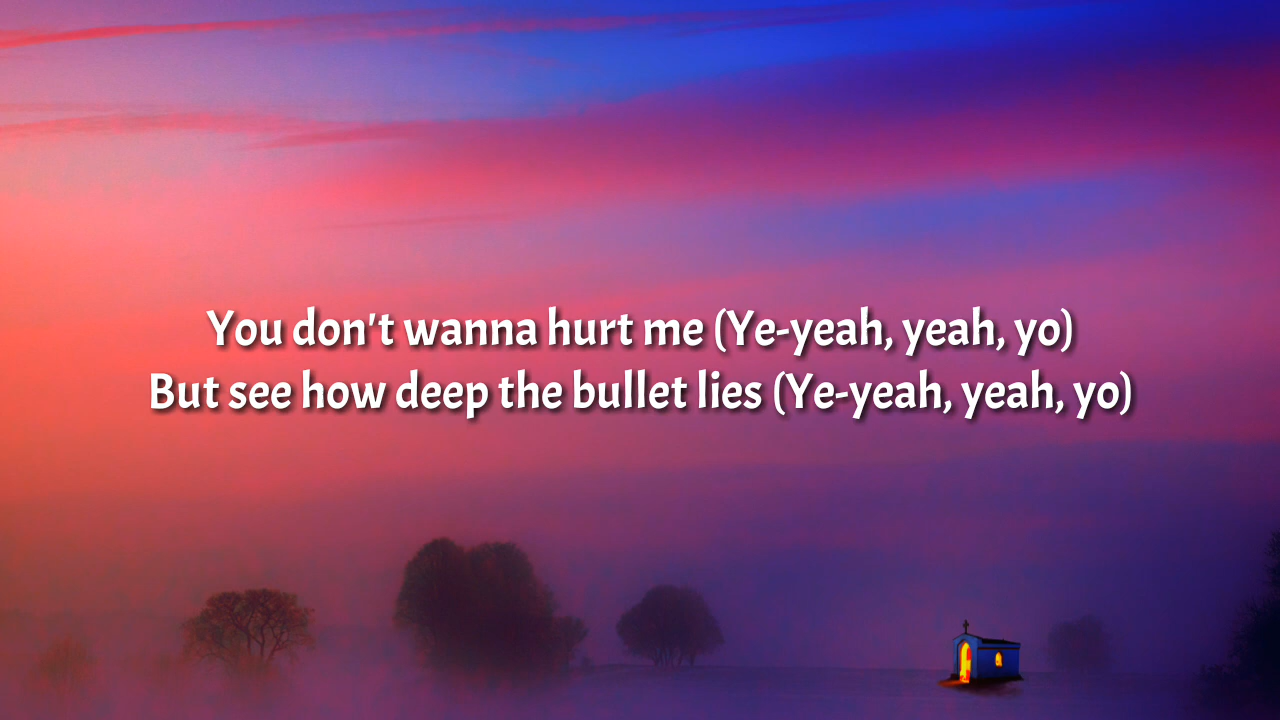 You don't wanna hurt me (Ye-yeah, yeah, yo)
But see how deep the bullet lies (Ye-yeah, yeah, yo)